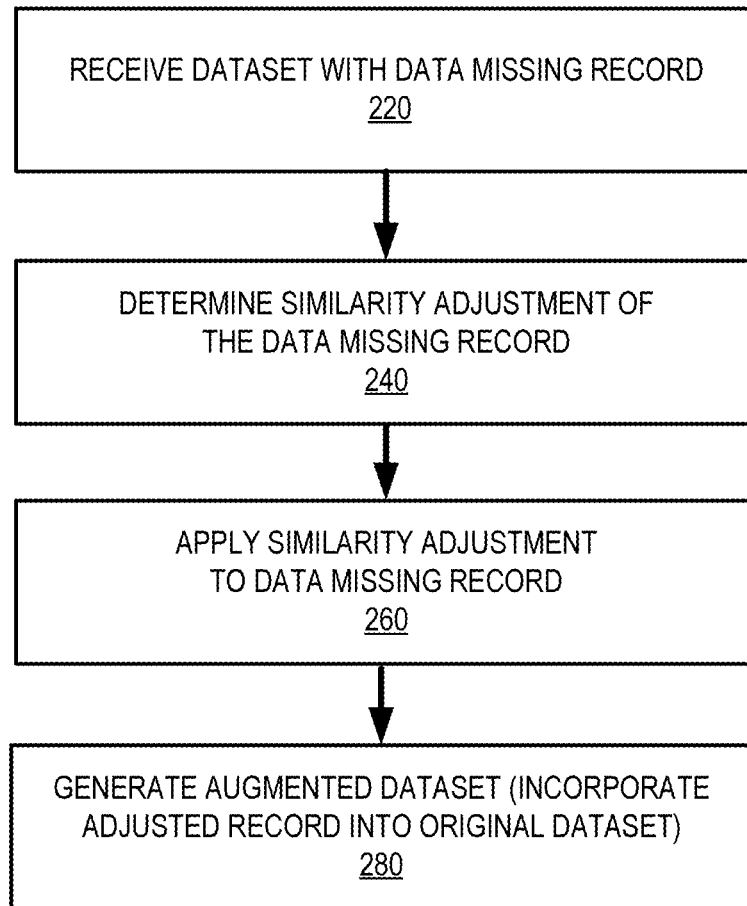 RECEIVE DATASET WITH DATA MISSING RECORD
220
DETERMINE SIMILARITY ADJUSTMENT OF
THE DATA MISSING RECORD
240
APPLY SIMILARITY ADJUSTMENT
TO DATA MISSING RECORD
260
GENERATE AUGMENTED DATASET (INCORPORATE
ADJUSTED RECORD INTO ORIGINAL DATASET)
280